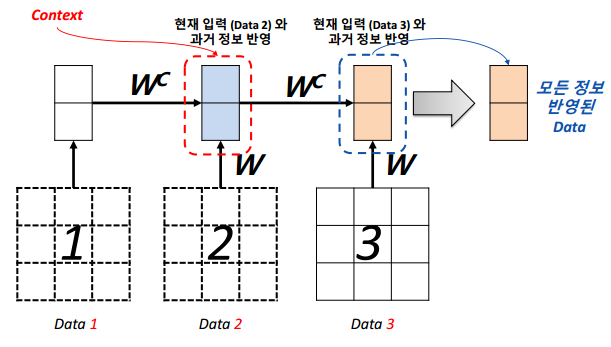 Context
현재 입력 (Data 2) 와
과거 정보 반영
현재 입력 (Data 3) 와
과거 정보 반영
W^C
W^C
모든 정보
반영된
Data
W
W
1
2
3
Data 1
Data 2
Data 3